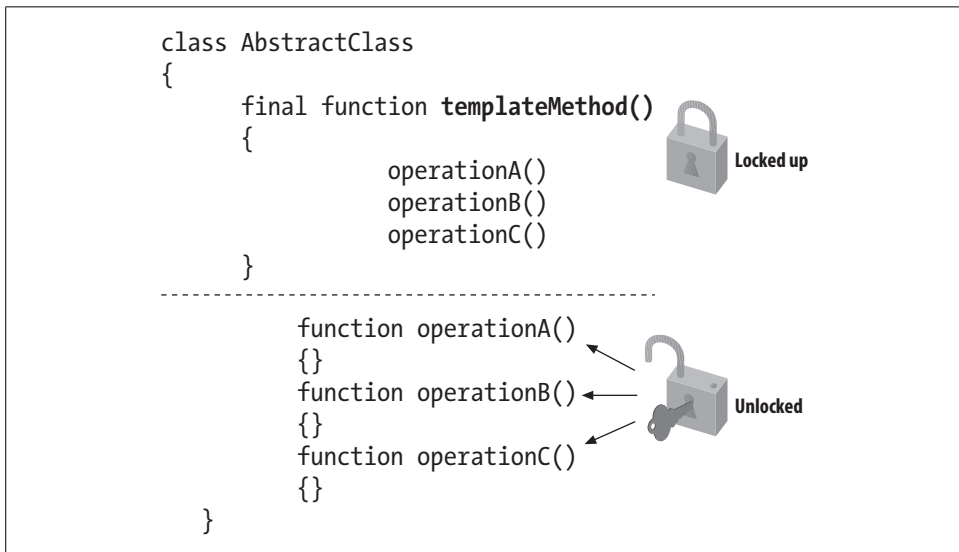 class AbstractClass
{
final function templateMethod()
{
Locked up
operationA()
operationB()
operationC()
}
function operationA()
{}
function operationB()
Unlocked
{}
function operationC()
{}
}